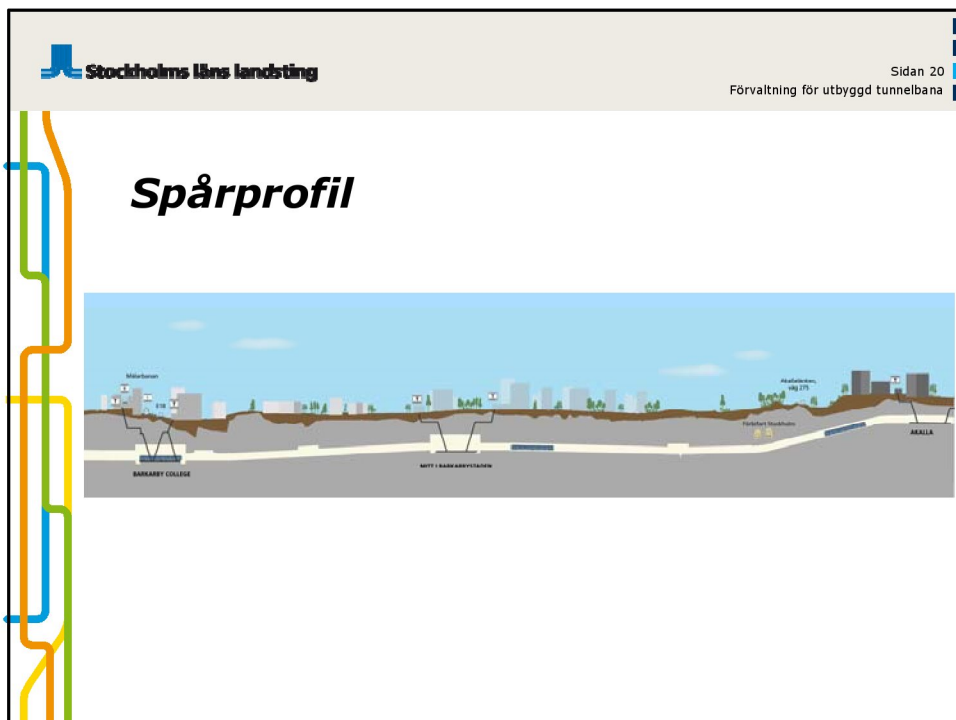 Stockholms läns landsting
Sidan 20
Förvaltning för utbyggd tunnelbana
Spårprofil
Mälarbanan
E18
Akallalänken,
väg 275
Förbifart Stockholm
AKALLA
BARKARBY COLLEGE
MITT I BARKARBYSTADEN